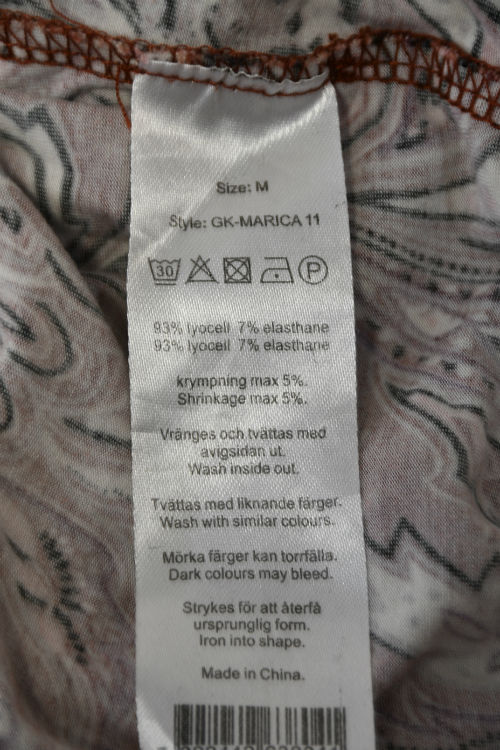 Size: M
Style: GK-MARICA 11
30 P
93% lyocell 7% elasthane
93% lyocell 7% elasthane
krympning max 5%.
Shrinkage max 5%.
Vränges och tvättas med
avigsidan ut.
Wash inside out.
Tvättas med liknande färger.
Wash with similar colours.
Mörka färger kan torrfälla.
Dark colours may bleed.
Strykes för att återfå
ursprunglig form.
Iron into shape.
Made in China.